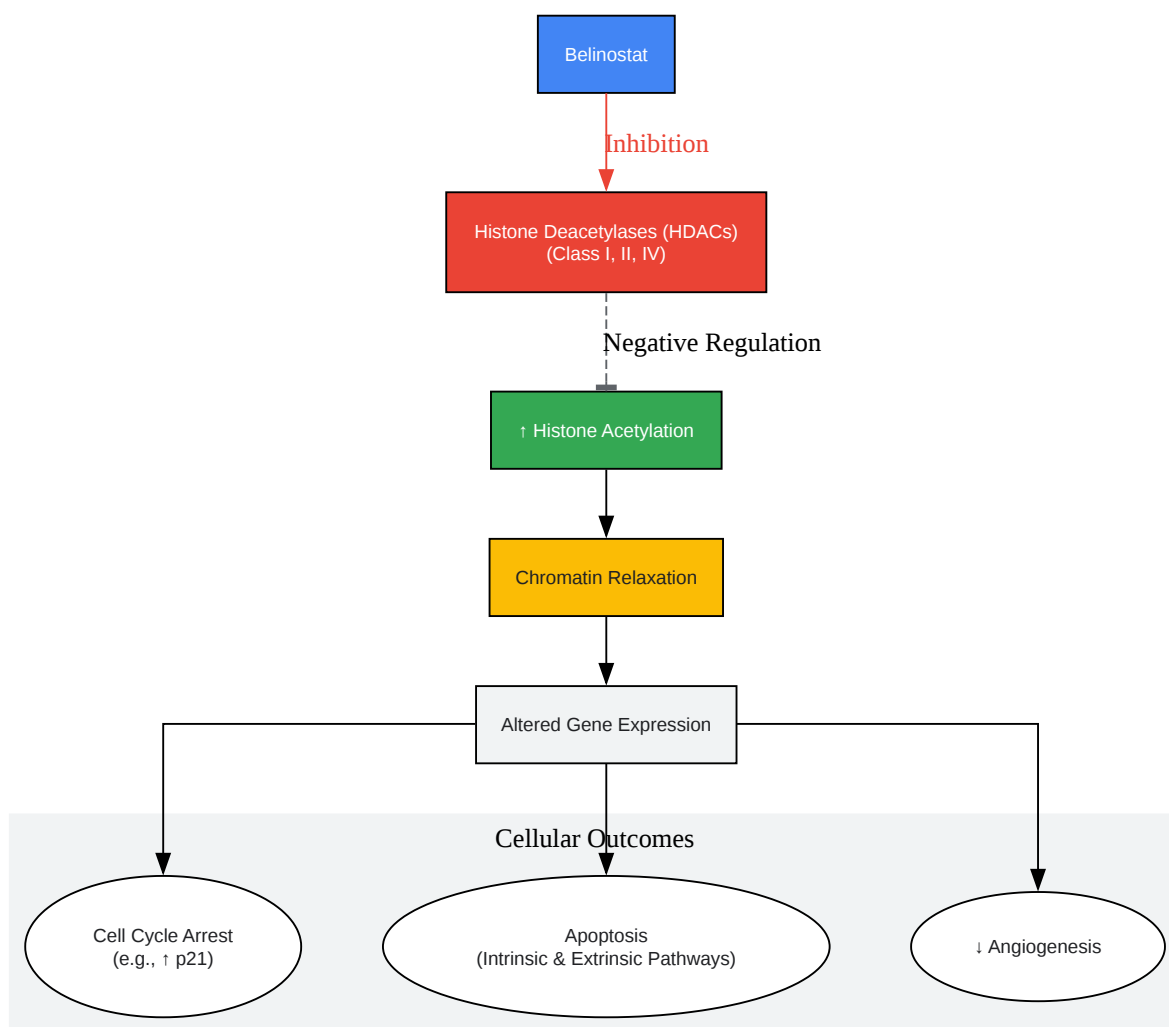 Belinostat
Inhibition
Histone Deacetylases (HDACs)
(Class I, II, IV)
Negative Regulation
↑ Histone Acetylation
Chromatin Relaxation
Altered Gene Expression
Cellular Outcomes
Cell Cycle Arrest
(e.g., ↑ p21)
Apoptosis
(Intrinsic & Extrinsic Pathways)
↓ Angiogenesis